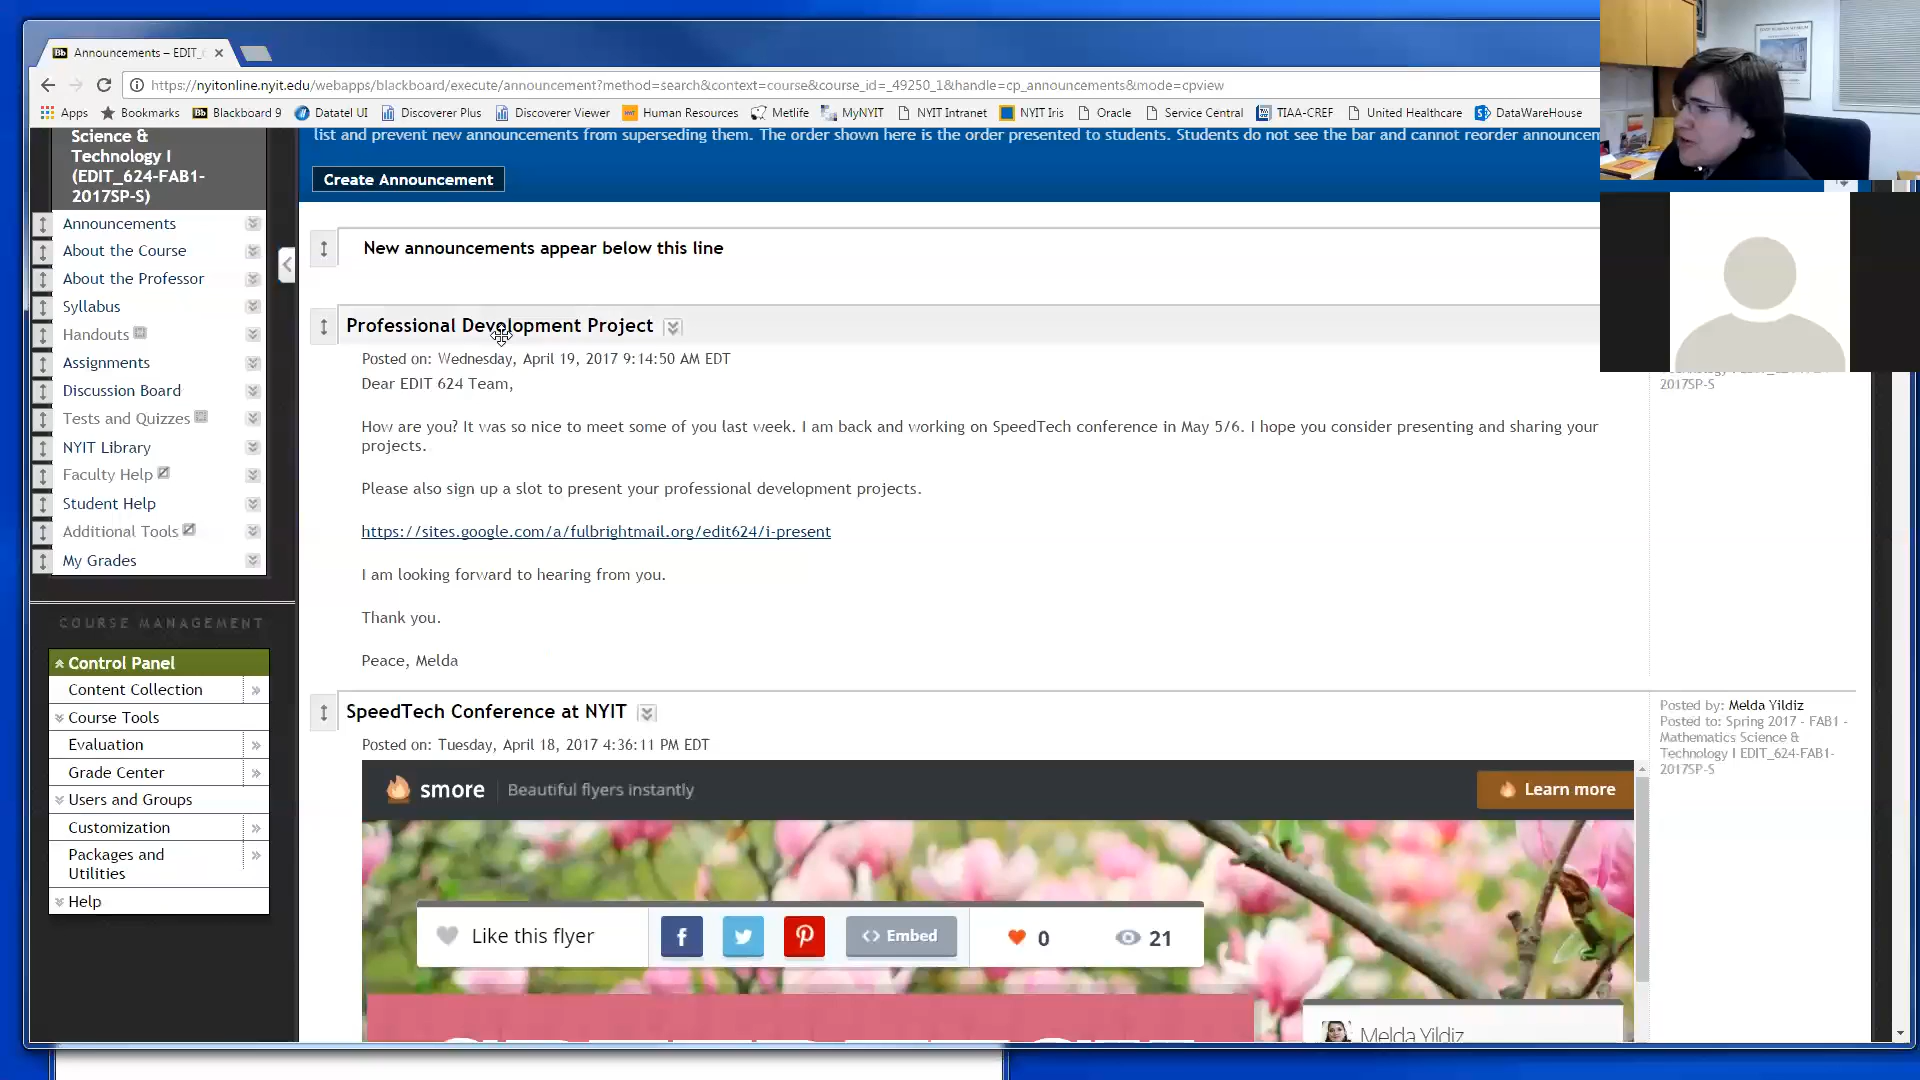 Announcements – EDIT_
https://nyitonline.nyit.edu/webapps/blackboard/execute/announcement?method=search&context=course&course_id=_49250_1&handle=cp_announcements&mode=cpview
Apps Bookmarks Blackboard 9 Datatel UI Discoverer Plus Discoverer Viewer Human Resources Metlife MyNYIT NYIT Intranet NYIT Iris Oracle Service Central TIAA-CREF United Healthcare DataWareHouse
Science &
Technology I
(EDIT_624-FAB1-
2017SP-S)
Announcements
About the Course
About the Professor
Syllabus
Handouts
Assignments
Discussion Board
Tests and Quizzes
NYIT Library
Faculty Help
Student Help
Additional Tools
My Grades
COURSE MANAGEMENT
Control Panel
Content Collection
Course Tools
Evaluation
Grade Center
Users and Groups
Customization
Packages and
Utilities
Help
list and prevent new announcements from superseding them. The order shown here is the order presented to students. Students do not see the bar and cannot reorder
Create Announcement
New announcements appear below this line
Professional Development Project
Posted on: Wednesday, April 19, 2017 9:14:50 AM EDT
Dear EDIT 624 Team,
How are you? It was so nice to meet some of you last week. I am back and working on SpeedTech conference in May 5/6. I hope you consider presenting and sharing your
projects.
Please also sign up a slot to present your professional development projects.
https://sites.google.com/a/fulbrightmail.org/edit624/i-present
I am looking forward to hearing from you.
Thank you.
Peace, Melda
2017SP-S
SpeedTech Conference at NYIT
Posted on: Tuesday, April 18, 2017 4:36:11 PM EDT
Posted by: Melda Yildiz
Posted to: Spring 2017 - FAB1 -
Mathematics Science &
Technology I EDIT_624-FAB1-
2017SP-S
smore Beautiful flyers instantly
Learn more
Like this flyer
Embed
0
21
Melda Yildiz